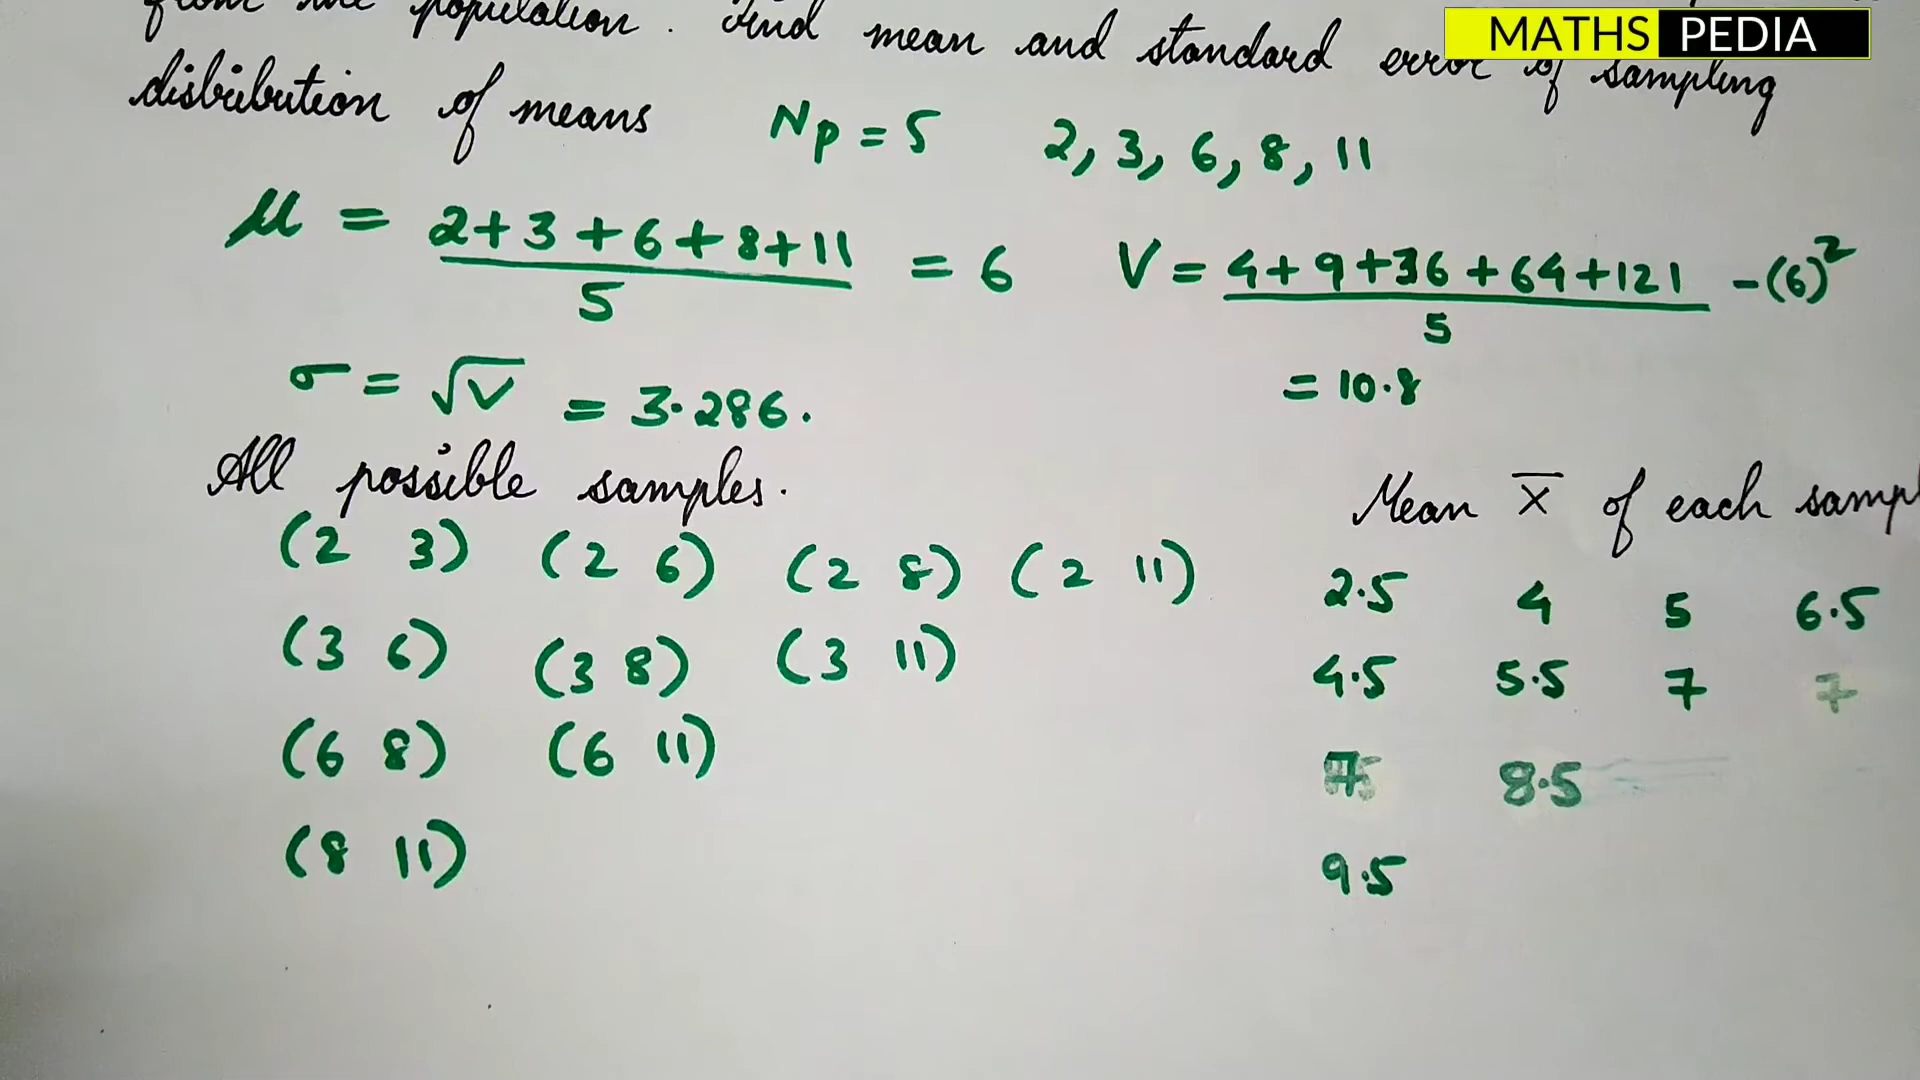 from the population. Find mean and standard error of sampling
MATHS PEDIA
distribution of means Np = 5 2, 3, 6, 8, 11
μ = 2+3+6+8+11 / 5 = 6 V = 4+9+36+64+121 / 5 -(6)²
σ = √V = 3.286. = 10.8
All possible samples. Mean X̄ of each sampl
(2 3) (2 6) (2 8) (2 11) 2.5 4 5 6.5
(3 6) (3 8) (3 11) 4.5 5.5 7 7
(6 8) (6 11) 7 8.5
(8 11) 9.5